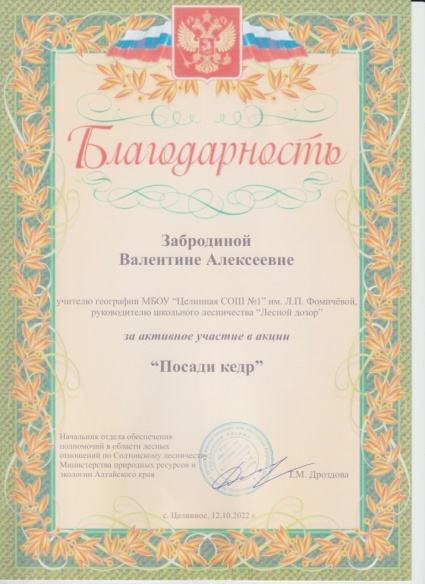 Благодарность
Забродиной
Валентине Алексеевне
учителю географии МБОУ “Целинная СОШ №1” им. Л.П. Фомичёвой,
руководителю школьного лесничества “Лесной дозор”
за активное участие в акции
“Посади кедр”
Начальник отдела обеспечения
полномочий в области лесных
отношений по Солтонскому лесничеству
Министерства природных ресурсов и
экологии Алтайского края
Т.М. Дроздова
с. Целинное, 12.10.2022 г.